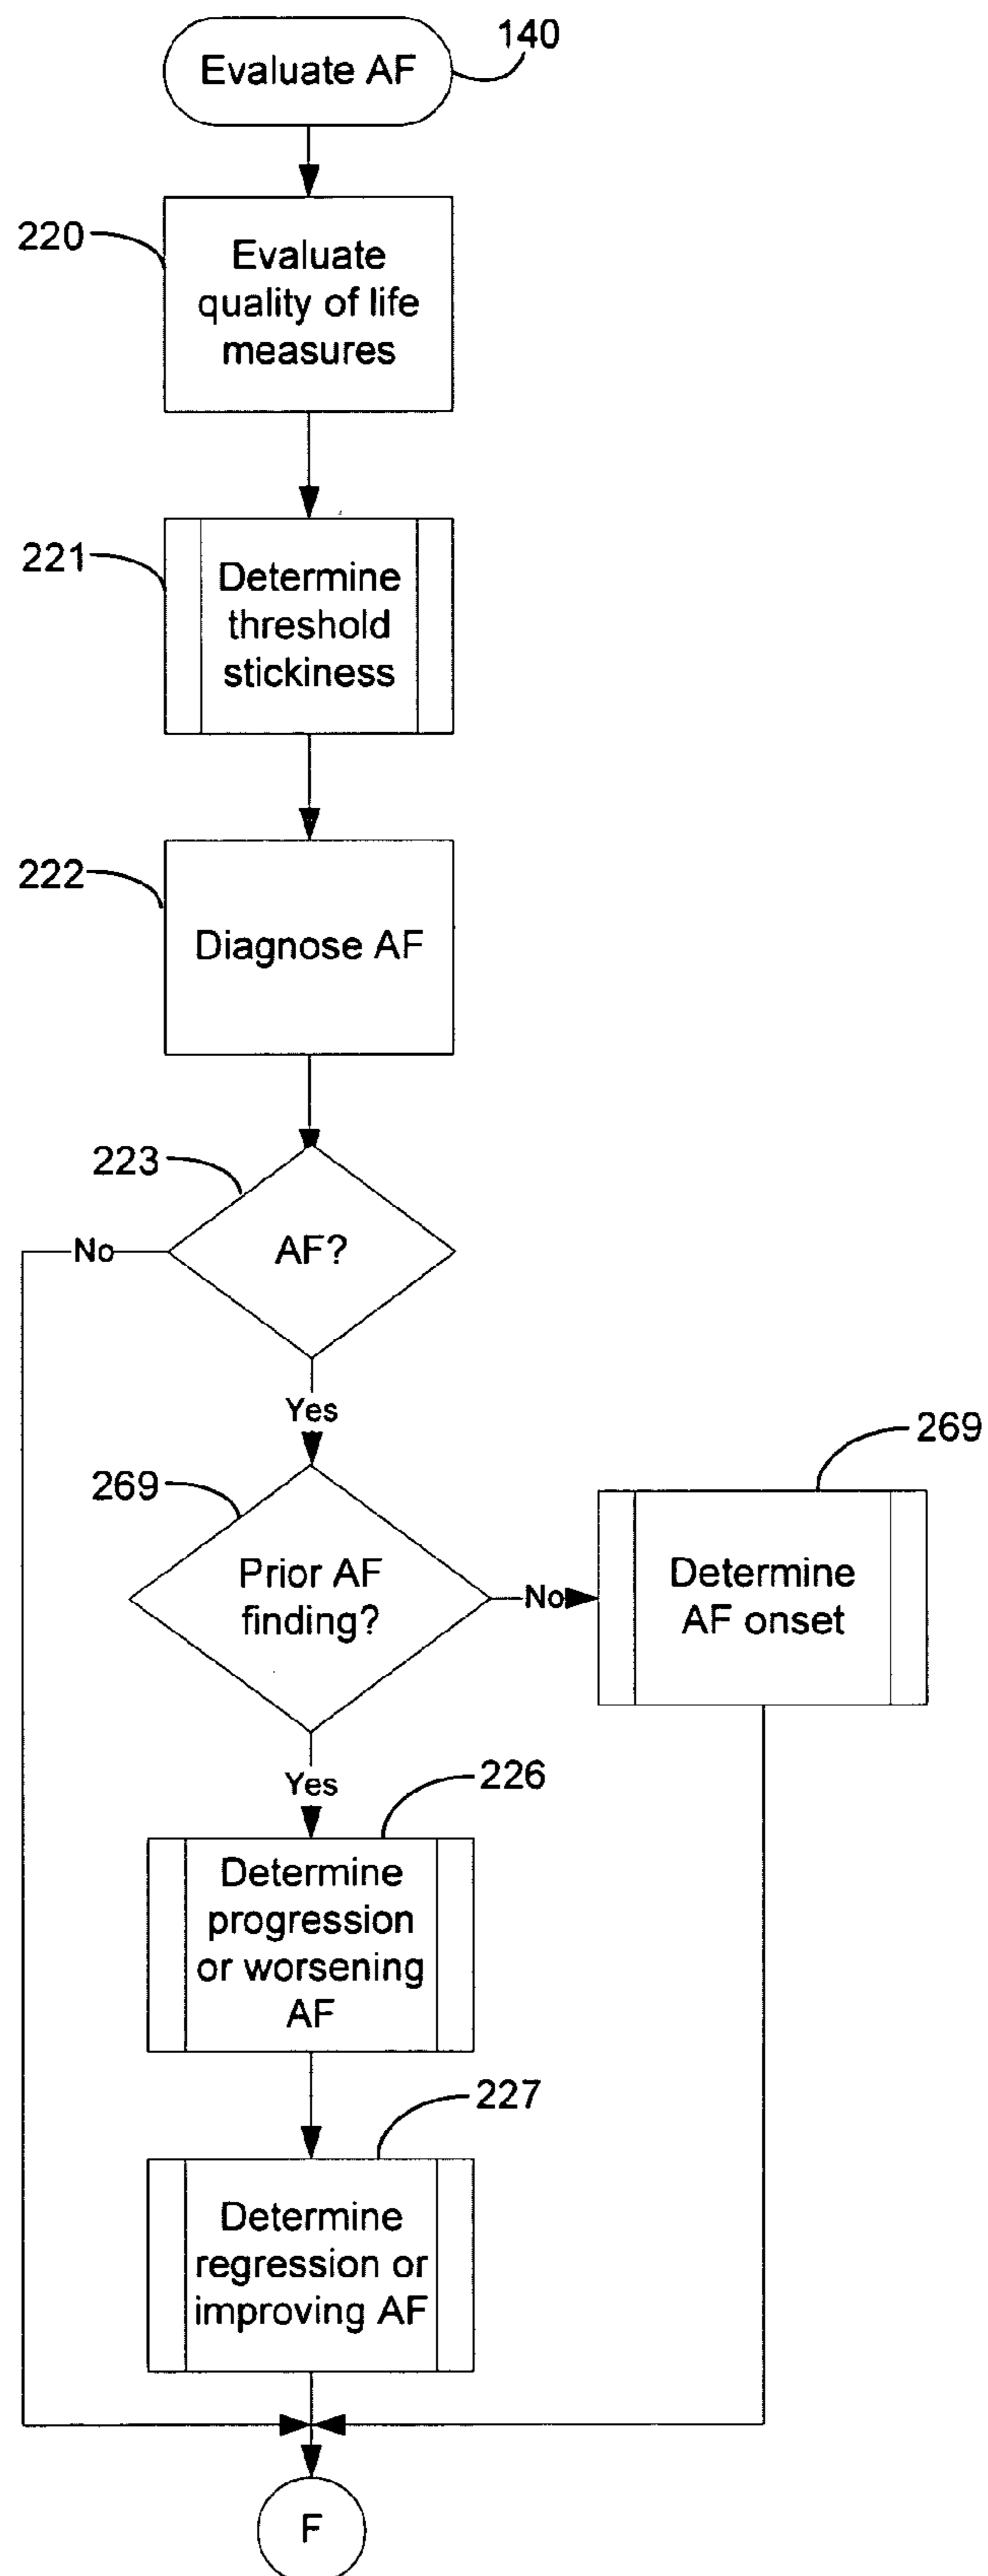 Evaluate AF
140
220
Evaluate
quality of life
measures
221
Determine
threshold
stickiness
222
Diagnose AF
223
AF?
No
Yes
269
Prior AF
finding?
No
269
Determine
AF onset
Yes
226
Determine
progression
or worsening
AF
227
Determine
regression or
improving AF
F